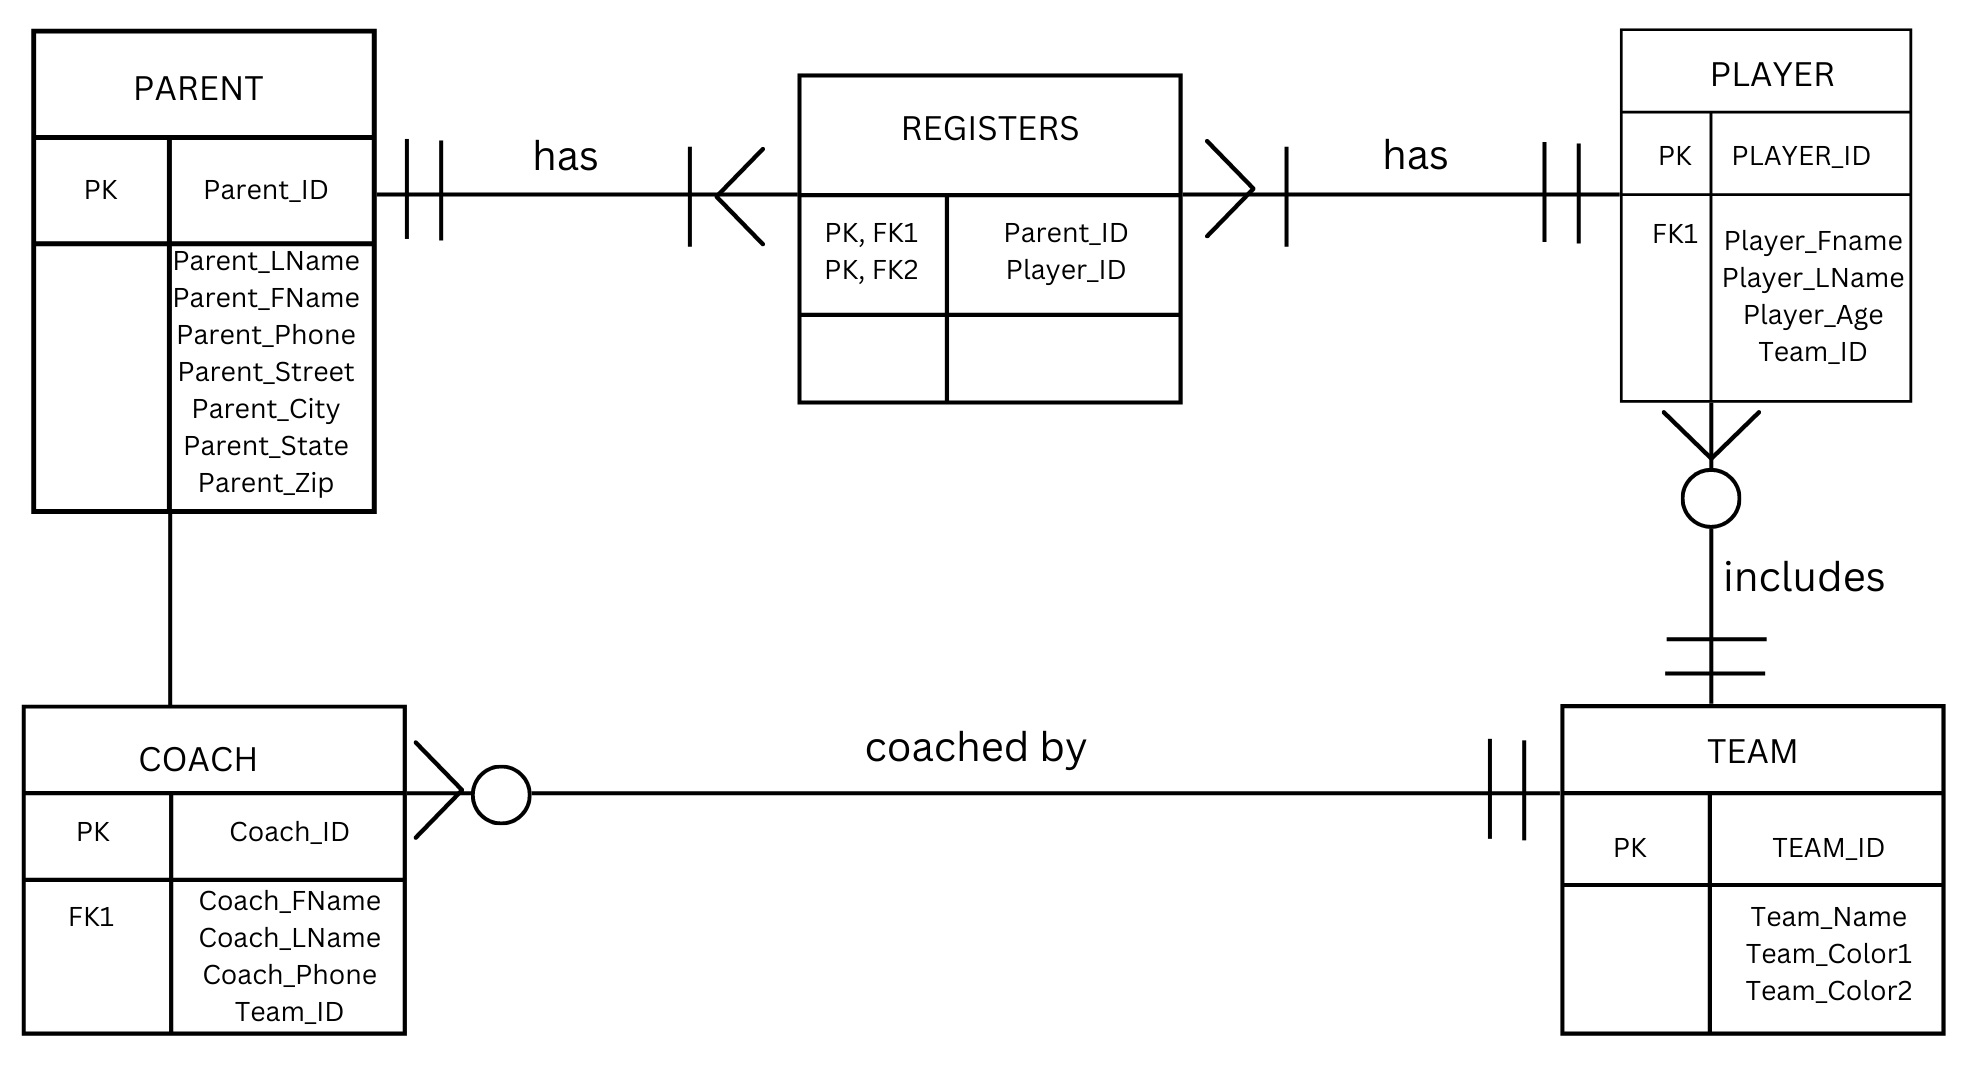 PARENT
PK
Parent_ID
Parent_LName
Parent_FName
Parent_Phone
Parent_Street
Parent_City
Parent_State
Parent_Zip
has
REGISTERS
PK, FK1
Parent_ID
PK, FK2
Player_ID
has
PLAYER
PK
PLAYER_ID
FK1
Player_Fname
Player_LName
Player_Age
Team_ID
includes
COACH
PK
Coach_ID
FK1
Coach_FName
Coach_LName
Coach_Phone
Team_ID
coached by
TEAM
PK
TEAM_ID
Team_Name
Team_Color1
Team_Color2